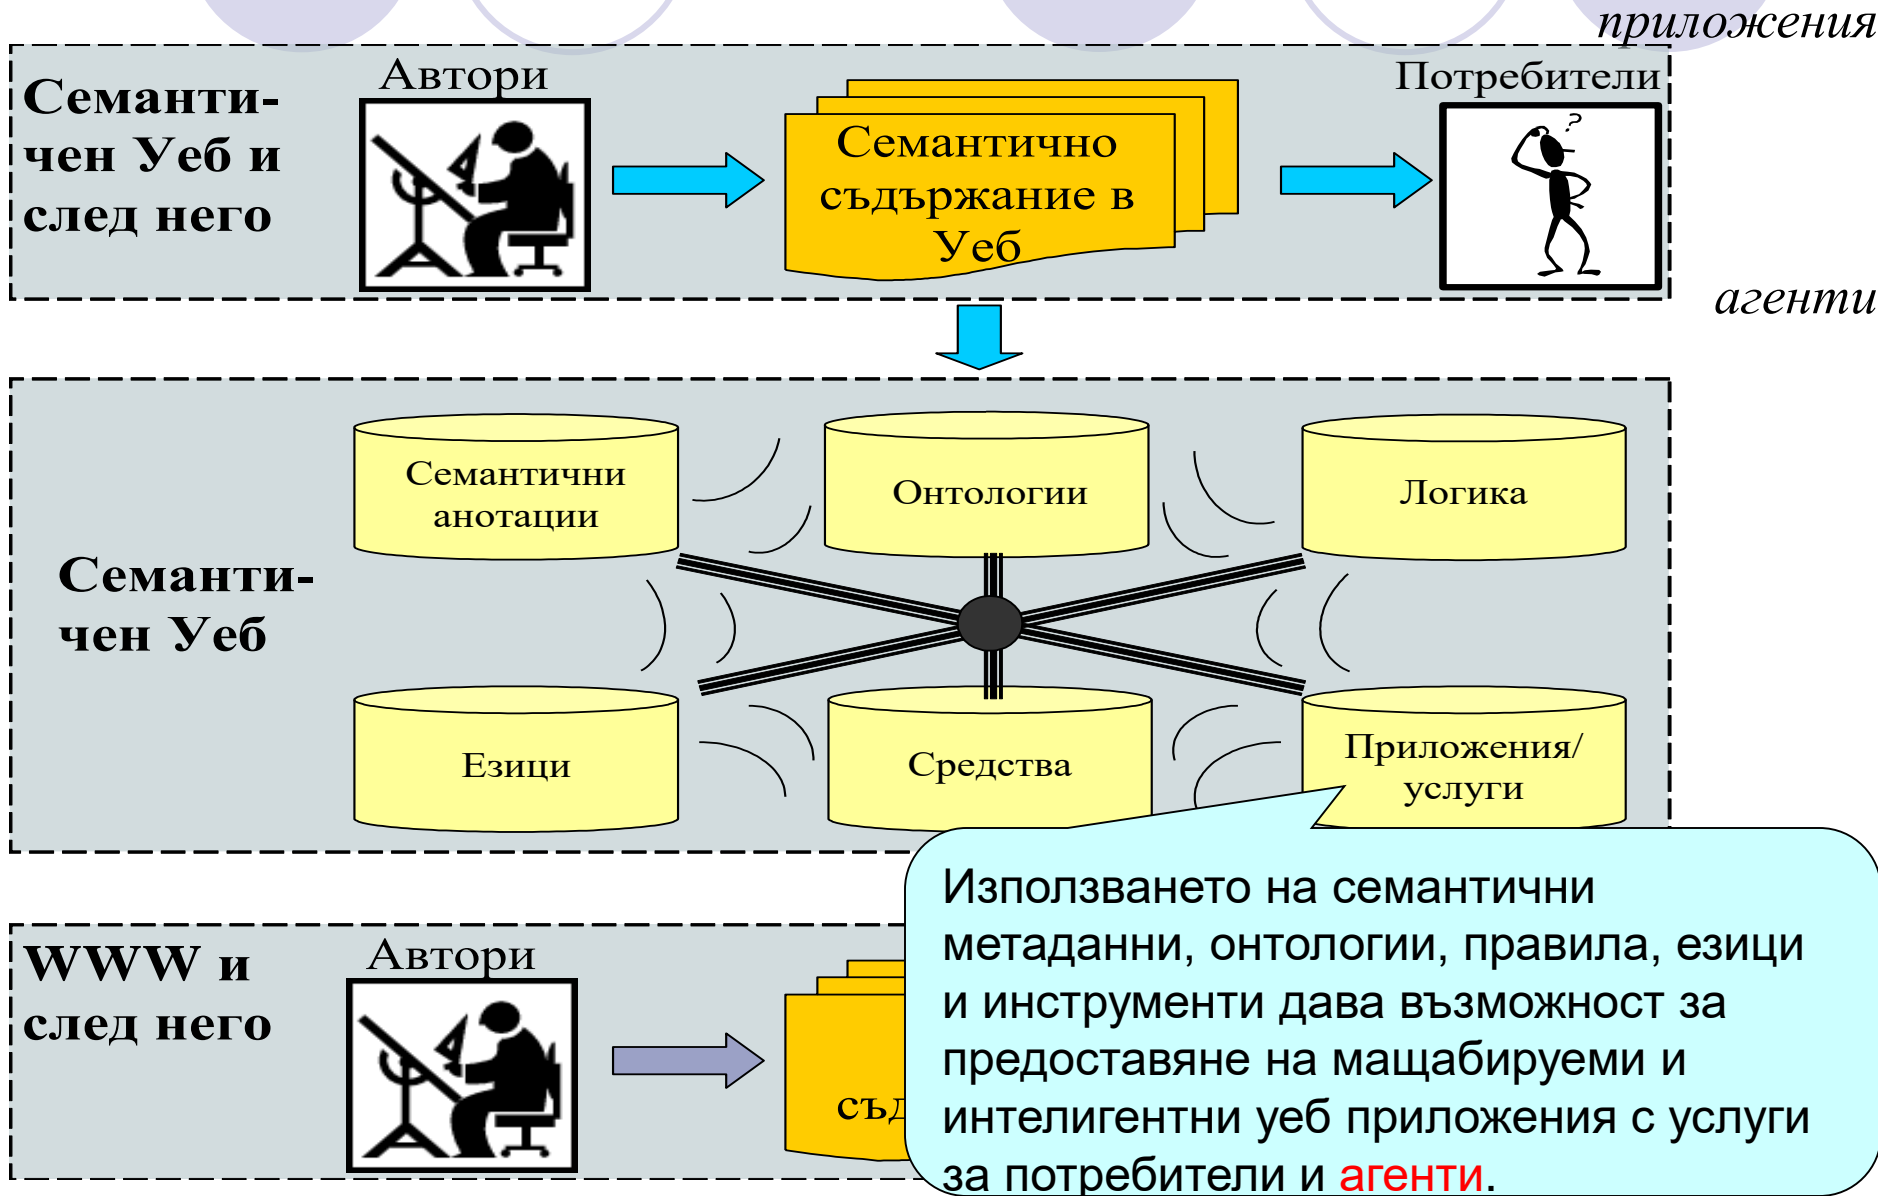 приложения
Семанти-
чен Уеб и
след него
Автори
Семантично
съдържание в
Уеб
Потребители
?
агенти
Семанти-
чен Уеб
Семантични
анотации
Онтологии
Логика
Езици
Средства
Приложения/
услуги
WWW и
след него
Автори
Използването на семантични
метаданни, онтологии, правила, езици
и инструменти дава възможност за
предоставяне на мащабируеми и
интелигентни уеб приложения с услуги
за потребители и агенти.